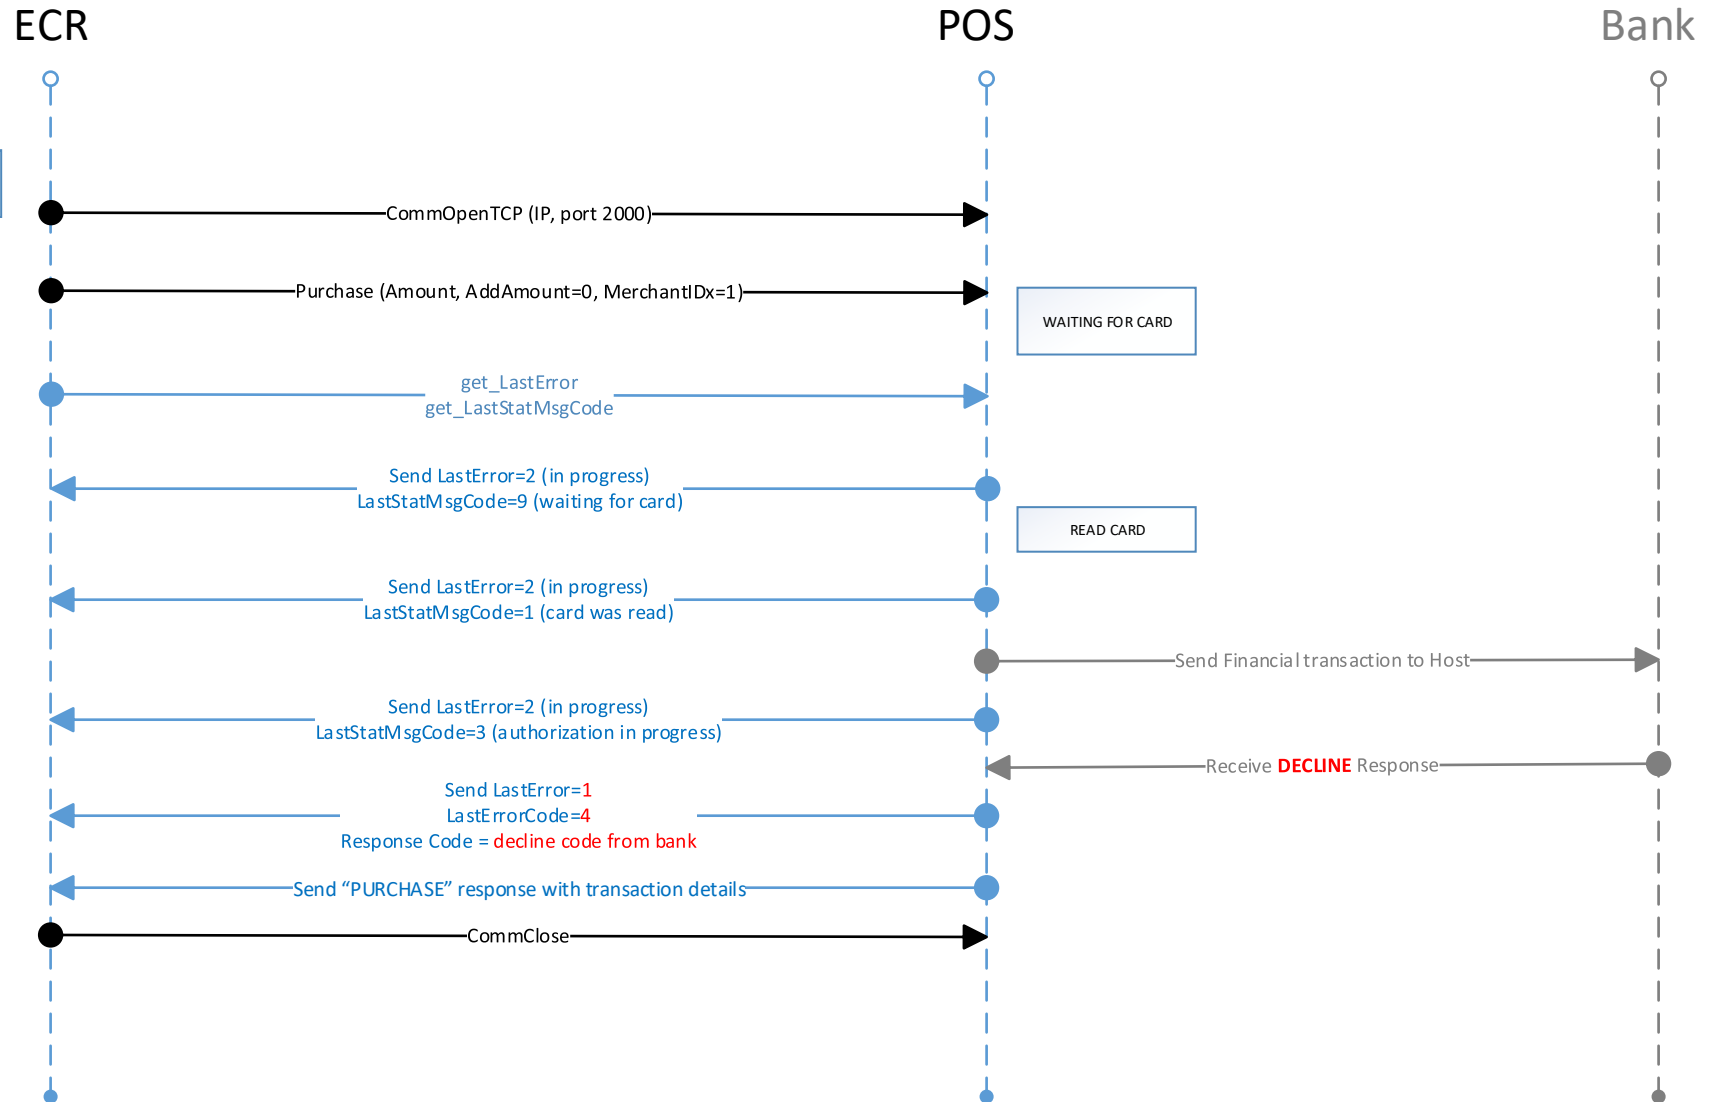 ECR
POS
Bank
CommOpenTCP (IP, port 2000)
Purchase (Amount, AddAmount=0, MerchantIDx=1)
WAITING FOR CARD
get_LastError
get_LastStatMsgCode
Send LastError=2 (in progress)
LastStatMsgCode=9 (waiting for card)
READ CARD
Send LastError=2 (in progress)
LastStatMsgCode=1 (card was read)
Send Financial transaction to Host
Send LastError=2 (in progress)
LastStatMsgCode=3 (authorization in progress)
Receive DECLINE Response
Send LastError=1
LastErrorCode=4
Response Code = decline code from bank
Send “PURCHASE” response with transaction details
CommClose